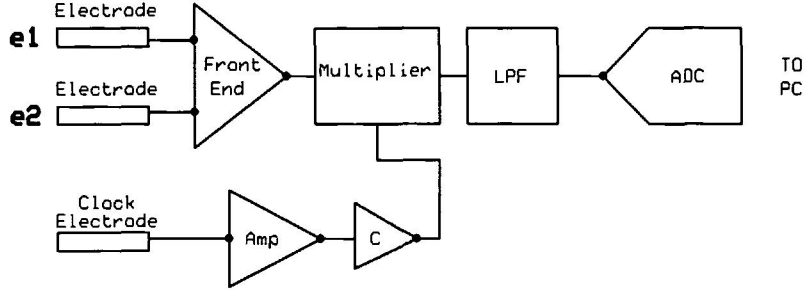 Electrode
e1
Front
End
Multiplier
LPF
ADC
TO
PC
Electrode
e2
Clock
Electrode
Amp
C